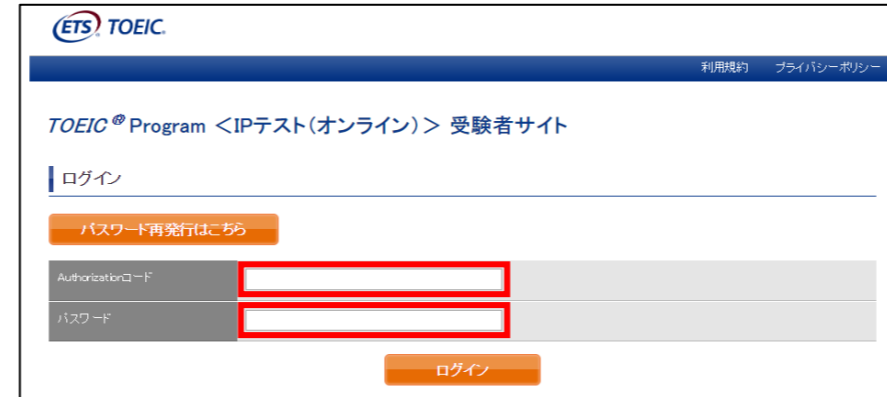 ETS TOEIC.
利用規約 プライバシーポリシー
TOEIC® Program ＜IPテスト（オンライン）＞ 受験者サイト
ログイン
パスワード再発行はこちら
Authorizationコード
パスワード
ログイン